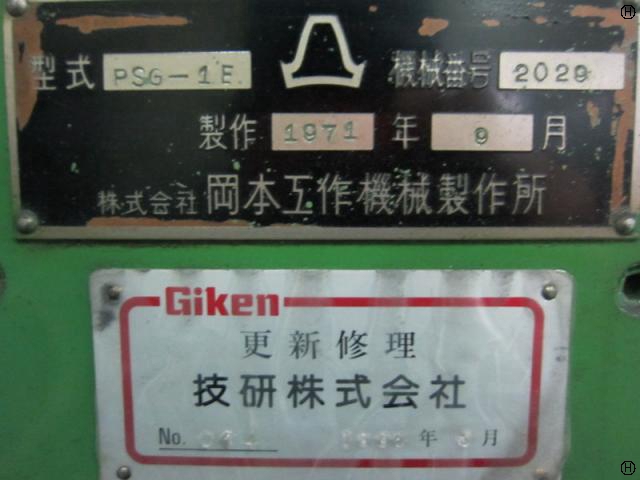 型式 PSG-1E. 機械番号 2029
製作 1971 年 9 月
株式会社 岡本工作機械製作所
Giken
更新修理
技研株式会社
No. 年 月